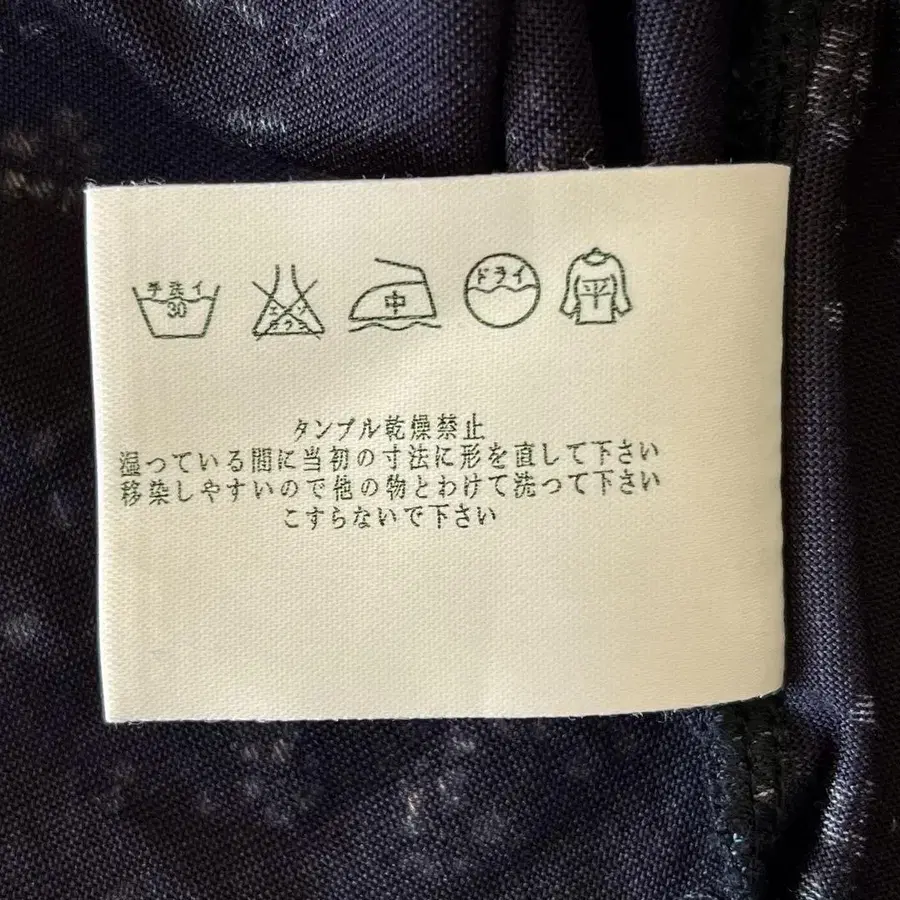 手洗イ 30
エンソ サラシ
中
ドライ
平
タンブル乾燥禁止
湿っている間に当初の寸法に形を直して下さい
移染しやすいので他の物とわけて洗って下さい
こすらないで下さい